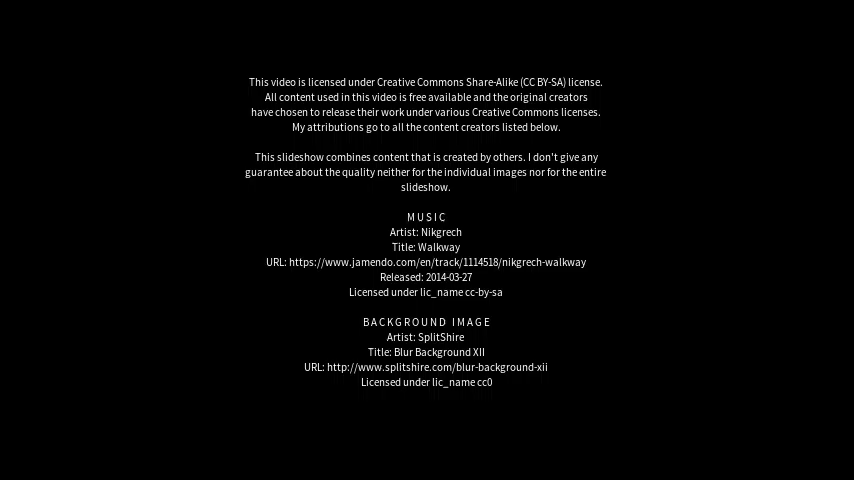 This video is licensed under Creative Commons Share-Alike (CC BY-SA) license.
All content used in this video is free available and the original creators
have chosen to release their work under various Creative Commons licenses.
My attributions go to all the content creators listed below.
This slideshow combines content that is created by others. I don't give any
guarantee about the quality neither for the individual images nor for the entire
slideshow.
M U S I C
Artist: Nikgrech
Title: Walkway
URL: https://www.jamendo.com/en/track/1114518/nikgrech-walkway
Released: 2014-03-27
Licensed under lic_name cc-by-sa
B A C K G R O U N D   I M A G E
Artist: SplitShire
Title: Blur Background XII
URL: http://www.splitshire.com/blur-background-xii
Licensed under lic_name cc0